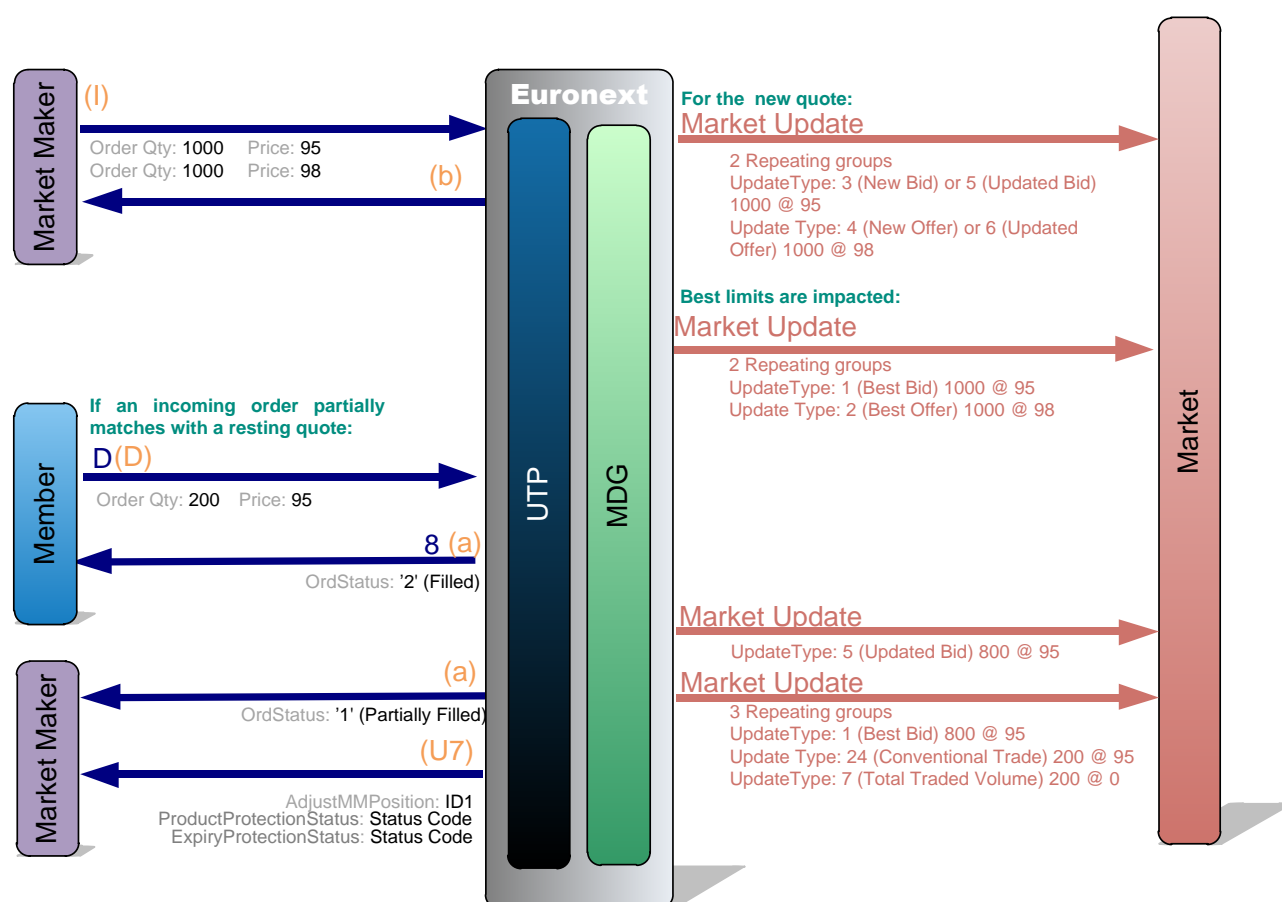 Market Maker
(I)
Order Qty: 1000 Price: 95
Order Qty: 1000 Price: 98
(b)
Euronext
UTP
MDG
For the new quote:
Market Update
2 Repeating groups
UpdateType: 3 (New Bid) or 5 (Updated Bid)
1000 @ 95
Update Type: 4 (New Offer) or 6 (Updated
Offer) 1000 @ 98
Best limits are impacted:
Market Update
2 Repeating groups
UpdateType: 1 (Best Bid) 1000 @ 95
Update Type: 2 (Best Offer) 1000 @ 98
Market
Member
If an incoming order partially
matches with a resting quote:
D (D)
Order Qty: 200 Price: 95
8 (a)
OrdStatus: '2' (Filled)
Market Update
UpdateType: 5 (Updated Bid) 800 @ 95
Market Maker
(a)
OrdStatus: '1' (Partially Filled)
(U7)
AdjustMMPosition: ID1
ProductProtectionStatus: Status Code
ExpiryProtectionStatus: Status Code
Market Update
3 Repeating groups
UpdateType: 1 (Best Bid) 800 @ 95
Update Type: 24 (Conventional Trade) 200 @ 95
UpdateType: 7 (Total Traded Volume) 200 @ 0